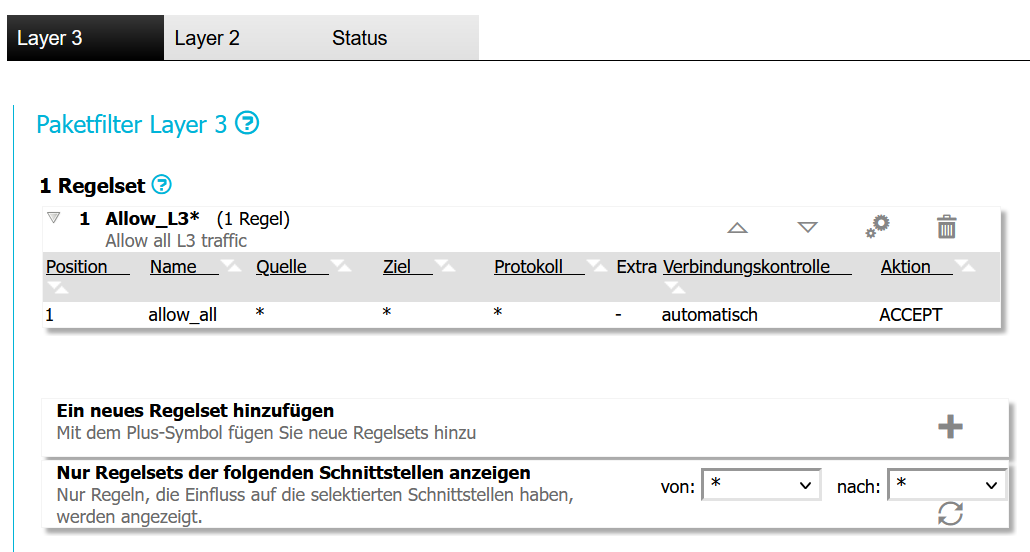 Layer 3 Layer 2 Status
Paketfilter Layer 3 ?
1 Regelset ?
1 Allow_L3* (1 Regel)
Allow all L3 traffic
Position Name Quelle Ziel Protokoll Extra Verbindungskontrolle Aktion
1 allow_all * * * - automatisch ACCEPT
Ein neues Regelset hinzufügen
Mit dem Plus-Symbol fügen Sie neue Regelsets hinzu
Nur Regelsets der folgenden Schnittstellen anzeigen
Nur Regeln, die Einfluss auf die selektierten Schnittstellen haben,
werden angezeigt.
von: * nach: *